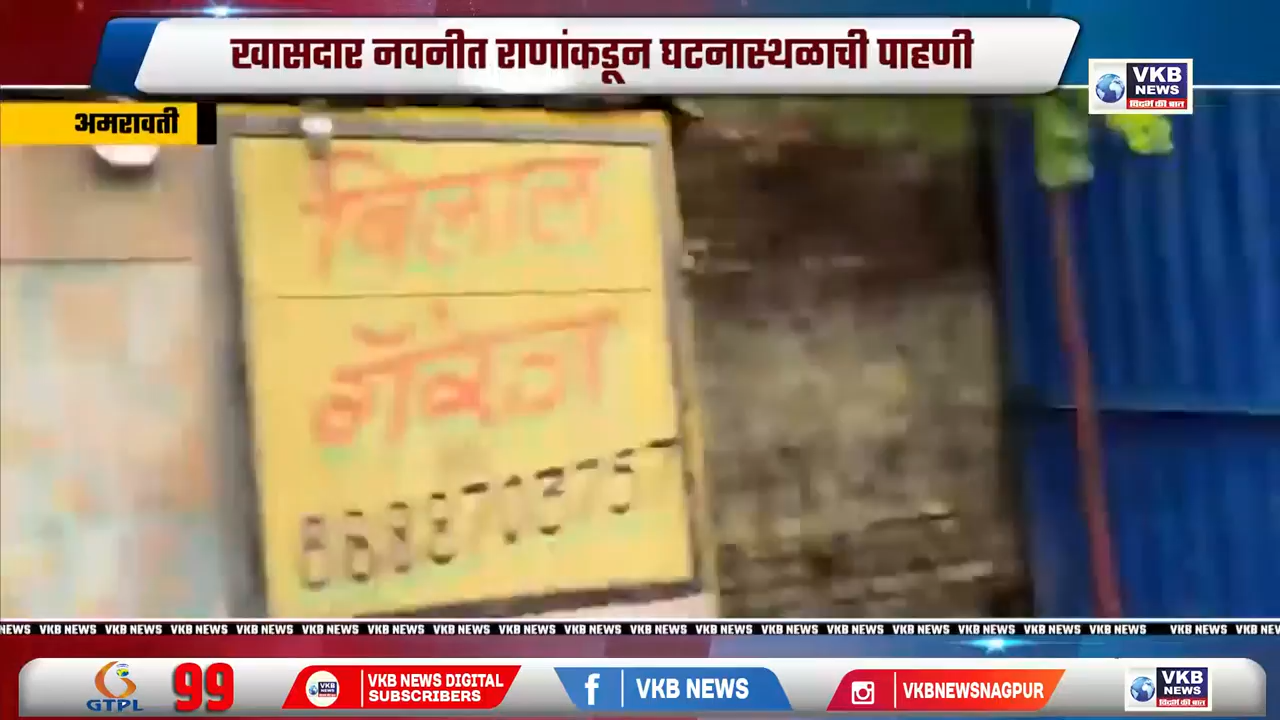 खासदार नवनीत राणांकडून घटनास्थळाची पाहणी
VKB
NEWS
विदर्भ की बात
अमरावती
बिलाल
NEWS VKB NEWS VKB NEWS VKB NEWS VKB NEWS VKB NEWS VKB NEWS VKB NEWS VKB NEWS VKB NEWS VKB NEWS VKB NEWS VKB NEWS VKB NEWS VKB NEWS VKB NEWS VKB NEWS VKB NEWS VKB NE
GTPL
99
VKB NEWS DIGITAL
SUBSCRIBERS
VKB NEWS
VKBNEWSNAGPUR
VKB
NEWS
विदर्भ की बात